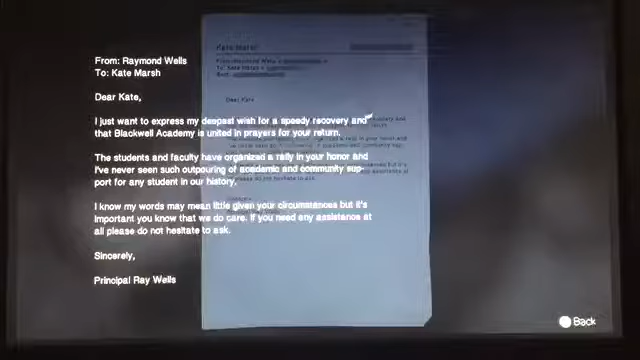 From: Raymond Wells
To: Kate Marsh
Dear Kate,
I just want to express my deepest wish for a speedy recovery and
that Blackwell Academy is united in prayers for your return.
The students and faculty have organized a rally in your honor and
I've never seen such outpouring of academic and community sup-
port for any student in our history.
I know my words may mean little given your circumstances but it's
important you know that we do care. If you need any assistance at
all please do not hesitate to ask.
Sincerely,
Principal Ray Wells
Kate Marsh
Dear Kate
Back